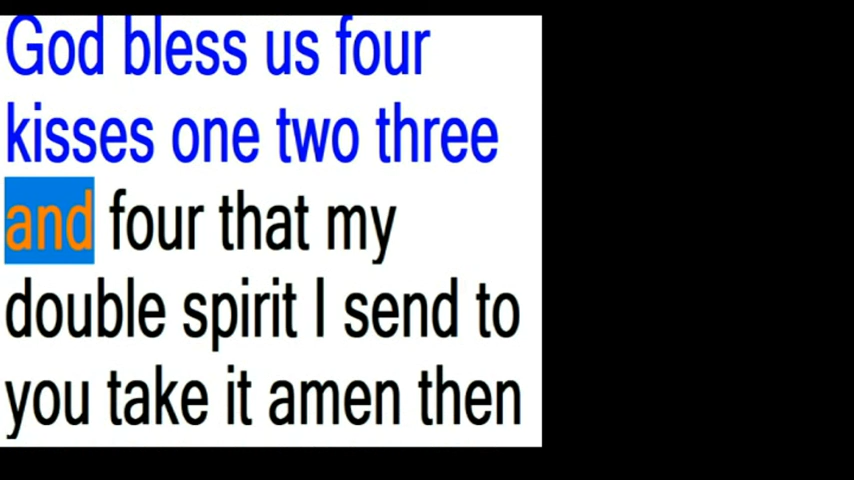 God bless us four
kisses one two three
and four that my
double spirit I send to
you take it amen then